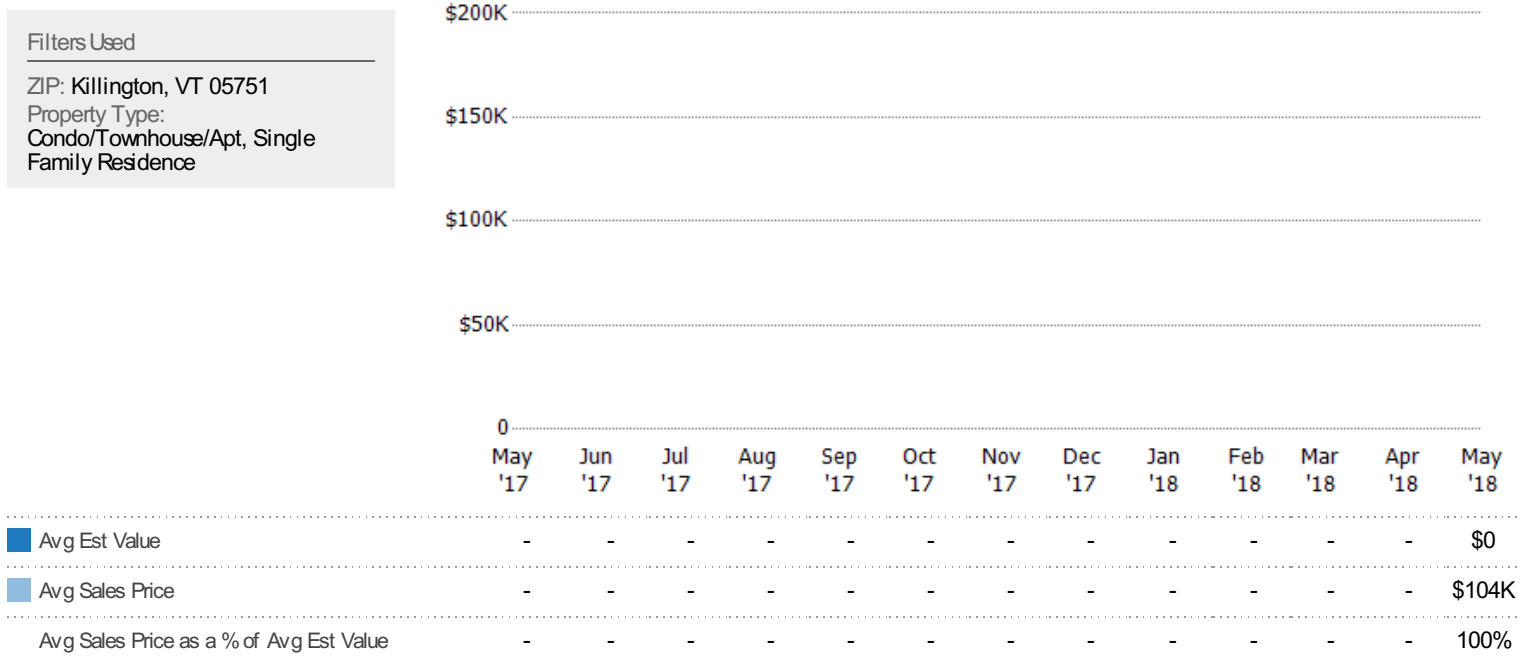 Filters Used
ZIP: Killington, VT 05751
Property Type:
Condo/Townhouse/Apt, Single
Family Residence
$200K
$150K
$100K
$50K
0
May Jun Jul Aug Sep Oct Nov Dec Jan Feb Mar Apr May
'17 '17 '17 '17 '17 '17 '17 '17 '18 '18 '18 '18 '18
Avg Est Value - - - - - - - - - - - - $0
Avg Sales Price - - - - - - - - - - - - $104K
Avg Sales Price as a % of Avg Est Value - - - - - - - - - - - - 100%